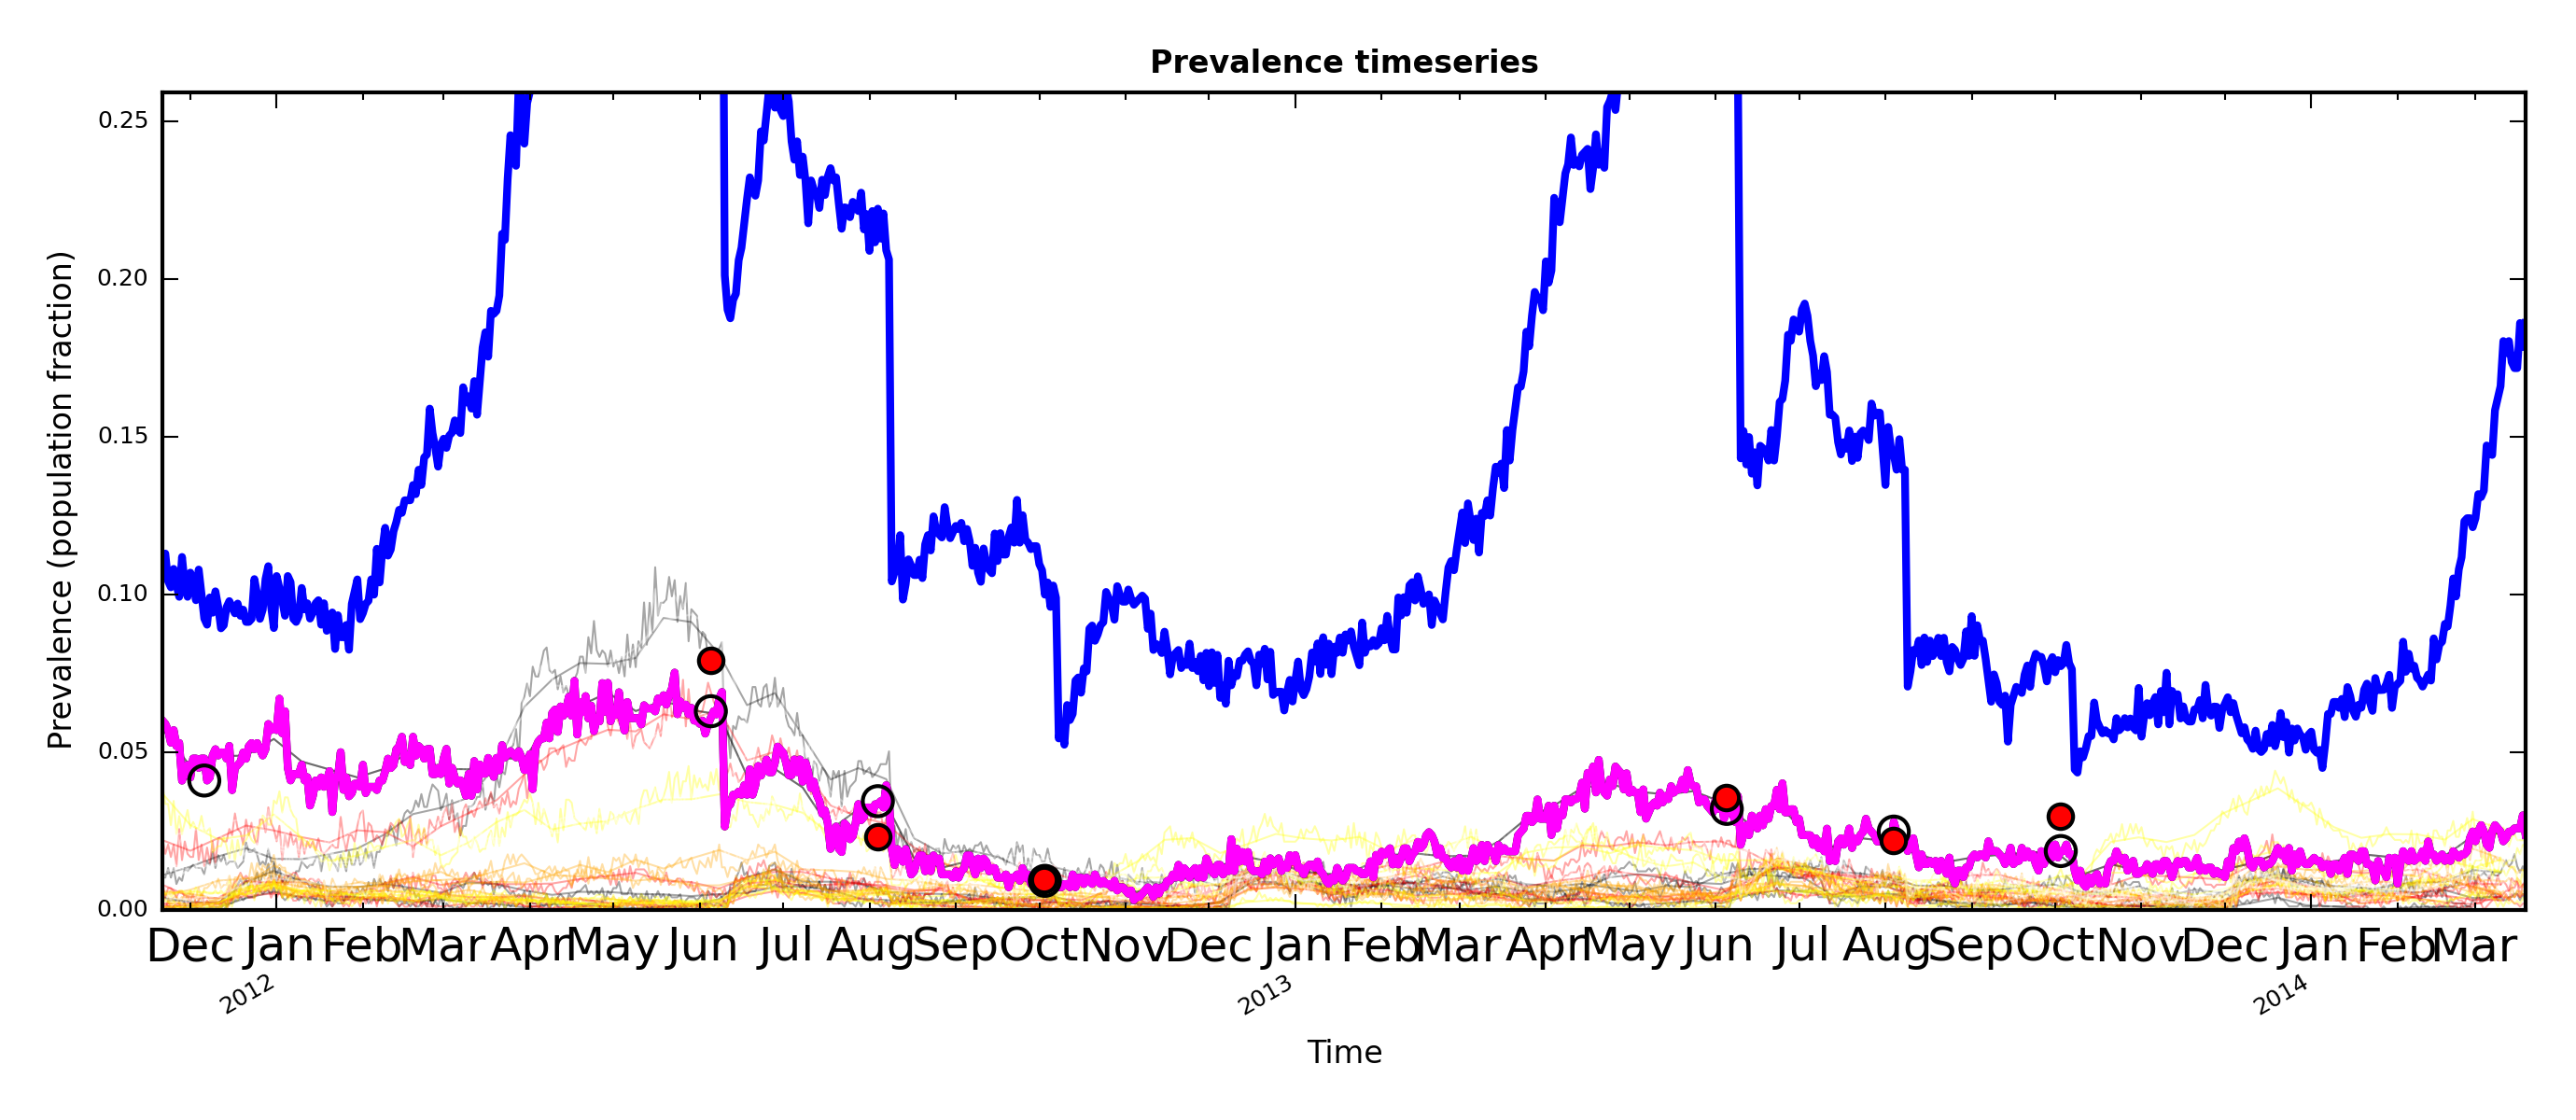 Prevalence timeseries
Prevalence (population fraction)
0.25
0.20
0.15
0.10
0.05
0.00
Dec Jan Feb Mar Apr May Jun Jul Aug Sep Oct Nov Dec Jan Feb Mar Apr May Jun Jul Aug Sep Oct Nov Dec Jan Feb Mar
2012 2013 2014
Time